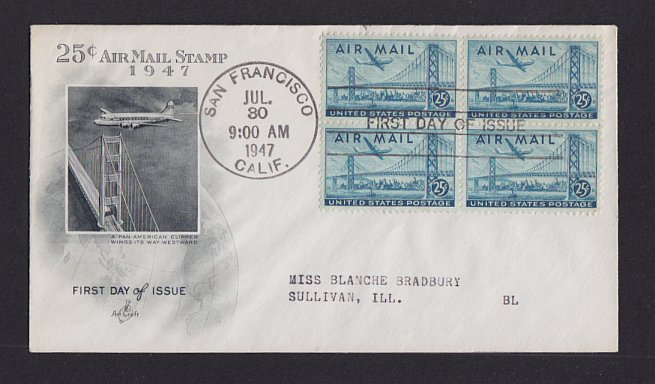 25¢ AIR MAIL STAMP
1947
A PAN-AMERICAN CLIPPER
WINGS ITS WAY WESTWARD
FIRST DAY of ISSUE
Art Craft
SAN FRANCISCO
JUL.
30
9:00 AM
1947
CALIF.
AIR MAIL
25¢
UNITED STATES POSTAGE
AIR MAIL
25¢
UNITED STATES POSTAGE
FIRST DAY OF ISSUE
AIR MAIL
25¢
UNITED STATES POSTAGE
AIR MAIL
25¢
UNITED STATES POSTAGE
MISS BLANCHE BRADBURY
SULLIVAN, ILL. BL